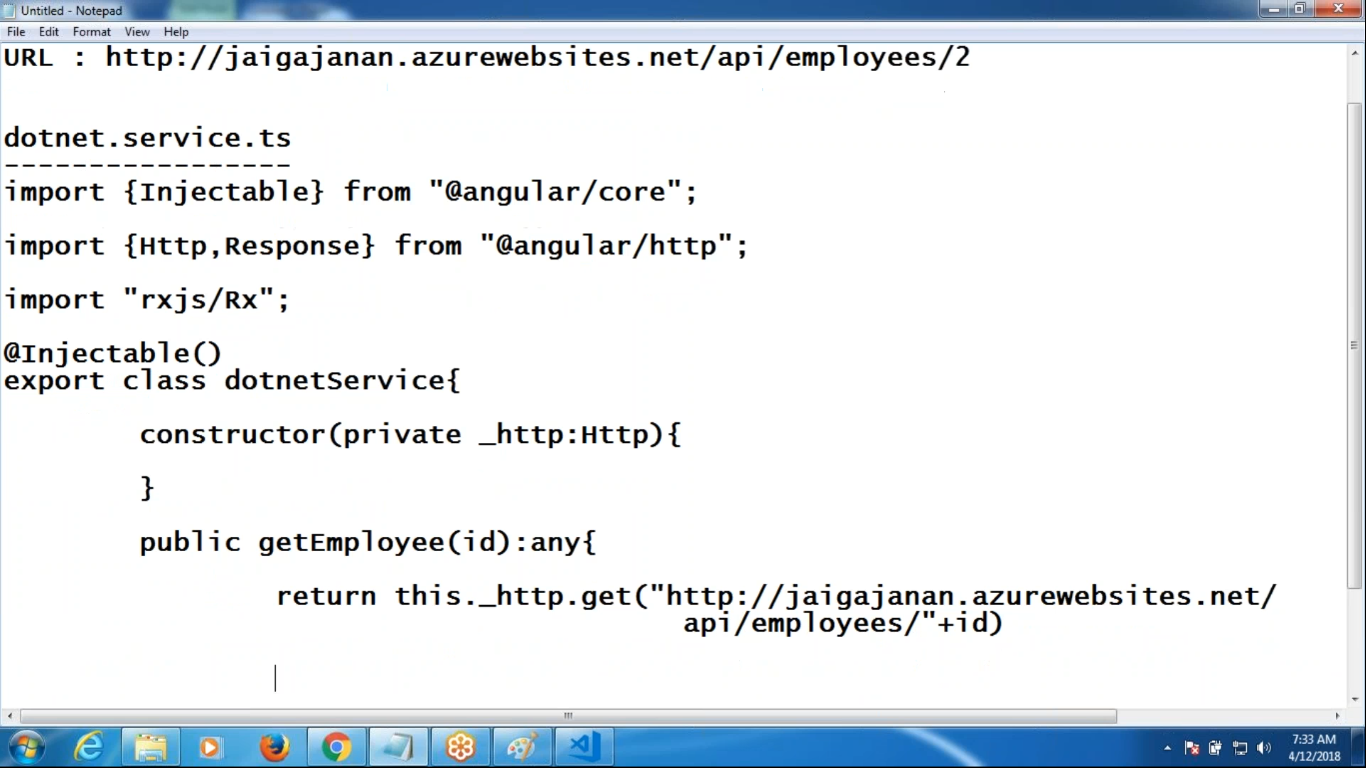 Untitled - Notepad
File Edit Format View Help
URL : http://jaigajanan.azurewebsites.net/api/employees/2
dotnet.service.ts
-----------------
import {Injectable} from "@angular/core";
import {Http,Response} from "@angular/http";
import "rxjs/Rx";
@Injectable()
export class dotnetService{
constructor(private _http:Http){
}
public getEmployee(id):any{
return this._http.get("http://jaigajanan.azurewebsites.net/
api/employees/"+id)
7:33 AM
4/12/2018